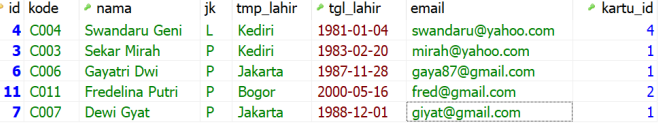 id kode nama jk tmp_lahir tgl_lahir email kartu_id
4 C004 Swandaru Geni L Kediri 1981-01-04 swandaru@yahoo.com 4
3 C003 Sekar Mirah P Kediri 1983-02-20 mirah@yahoo.com 1
6 C006 Gayatri Dwi P Jakarta 1987-11-28 gaya87@gmail.com 1
11 C011 Fredelina Putri P Bogor 2000-05-16 fred@gmail.com 2
7 C007 Dewi Gyat P Jakarta 1988-12-01 giyat@gmail.com 1